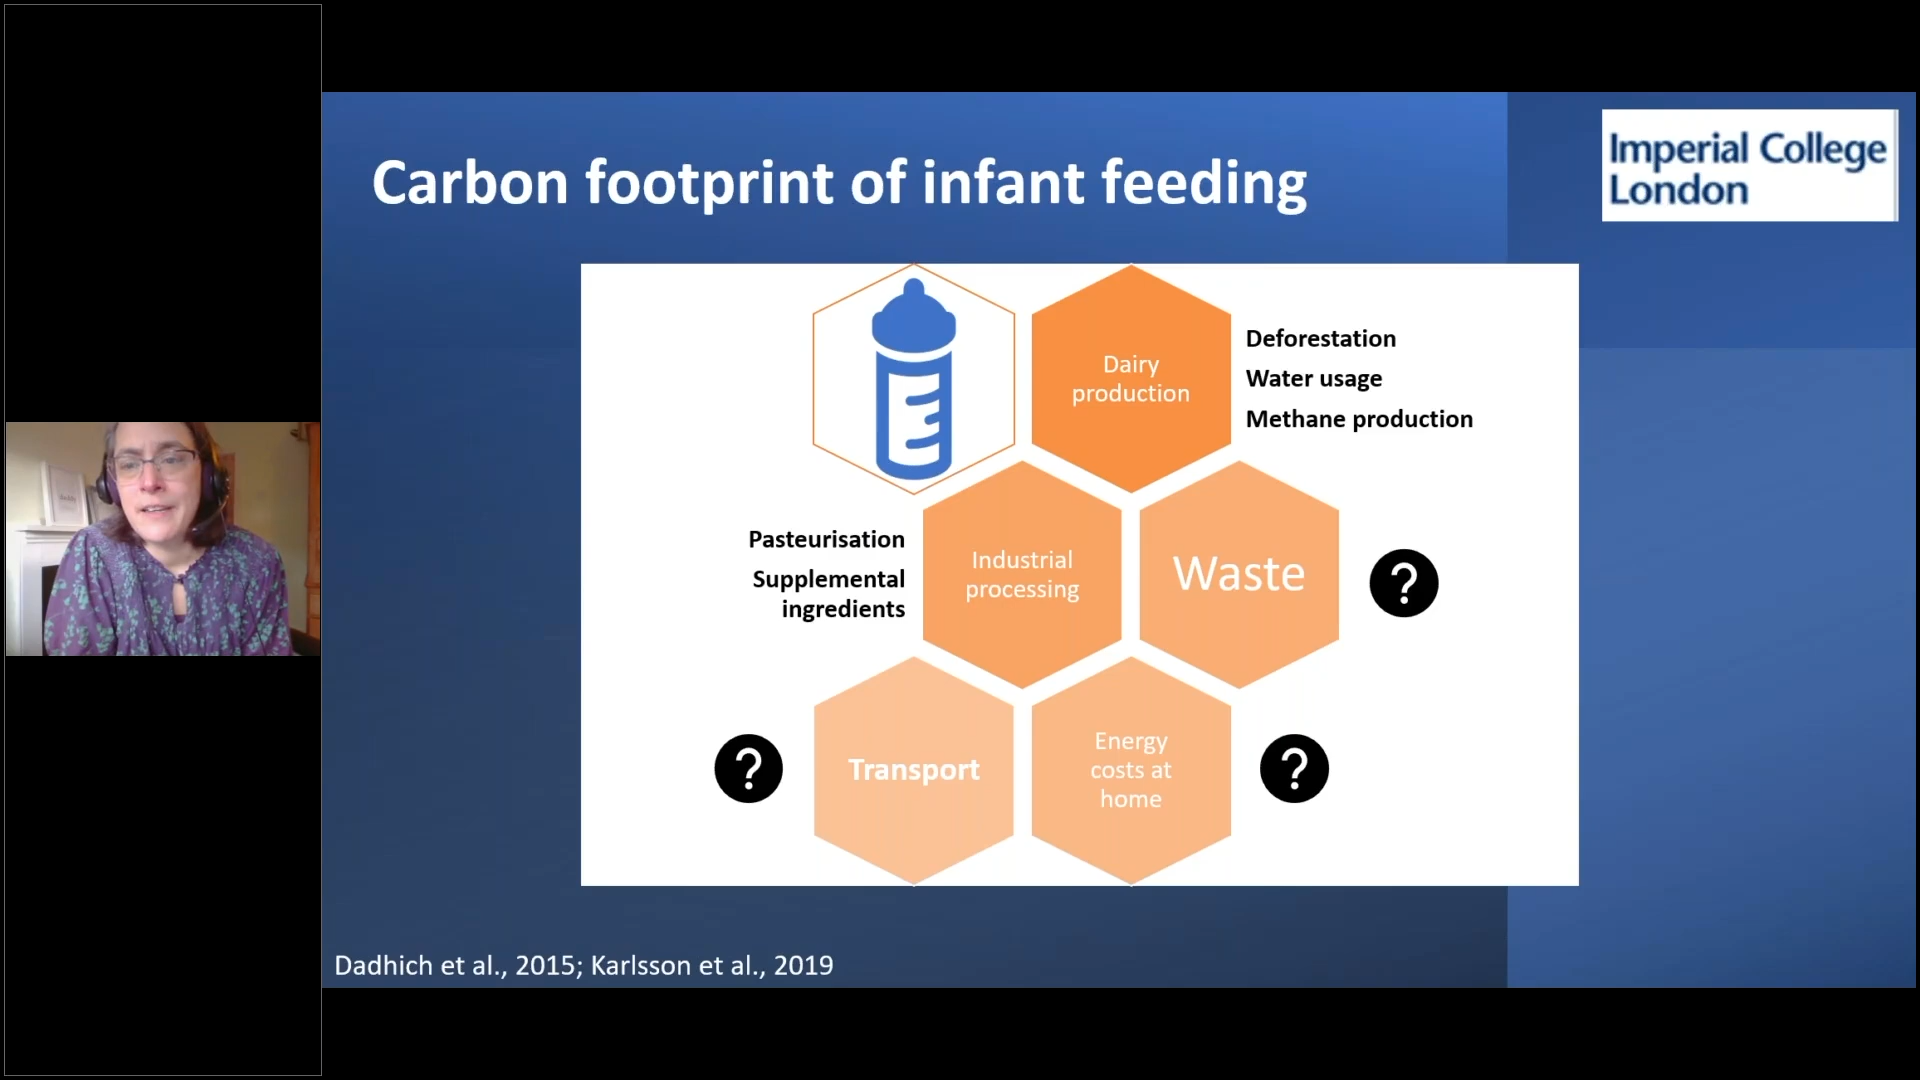 Carbon footprint of infant feeding
Imperial College
London
Dairy
production
Deforestation
Water usage
Methane production
Pasteurisation
Supplemental
ingredients
Industrial
processing
Waste
?
?
Transport
Energy
costs at
home
?
Dadhich et al., 2015; Karlsson et al., 2019